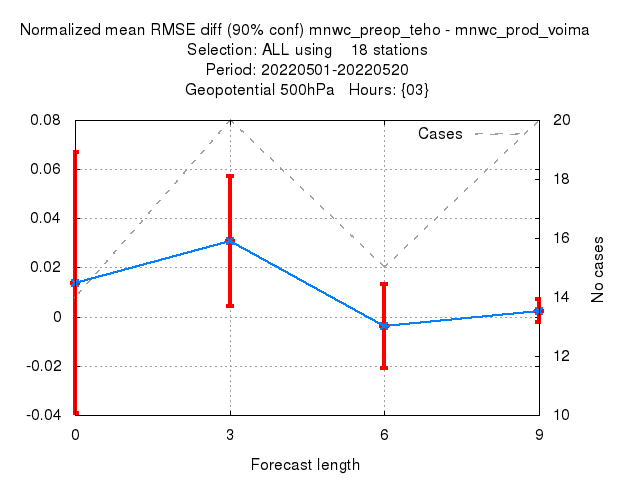 Normalized mean RMSE diff (90% conf) mnwc_preop_teho - mnwc_prod_voima
Selection: ALL using    18 stations
Period: 20220501-20220520
Geopotential 500hPa   Hours: {03}
Cases
0.08
0.06
0.04
0.02
0
-0.02
-0.04
20
18
16
14
12
10
No cases
0 3 6 9
Forecast length